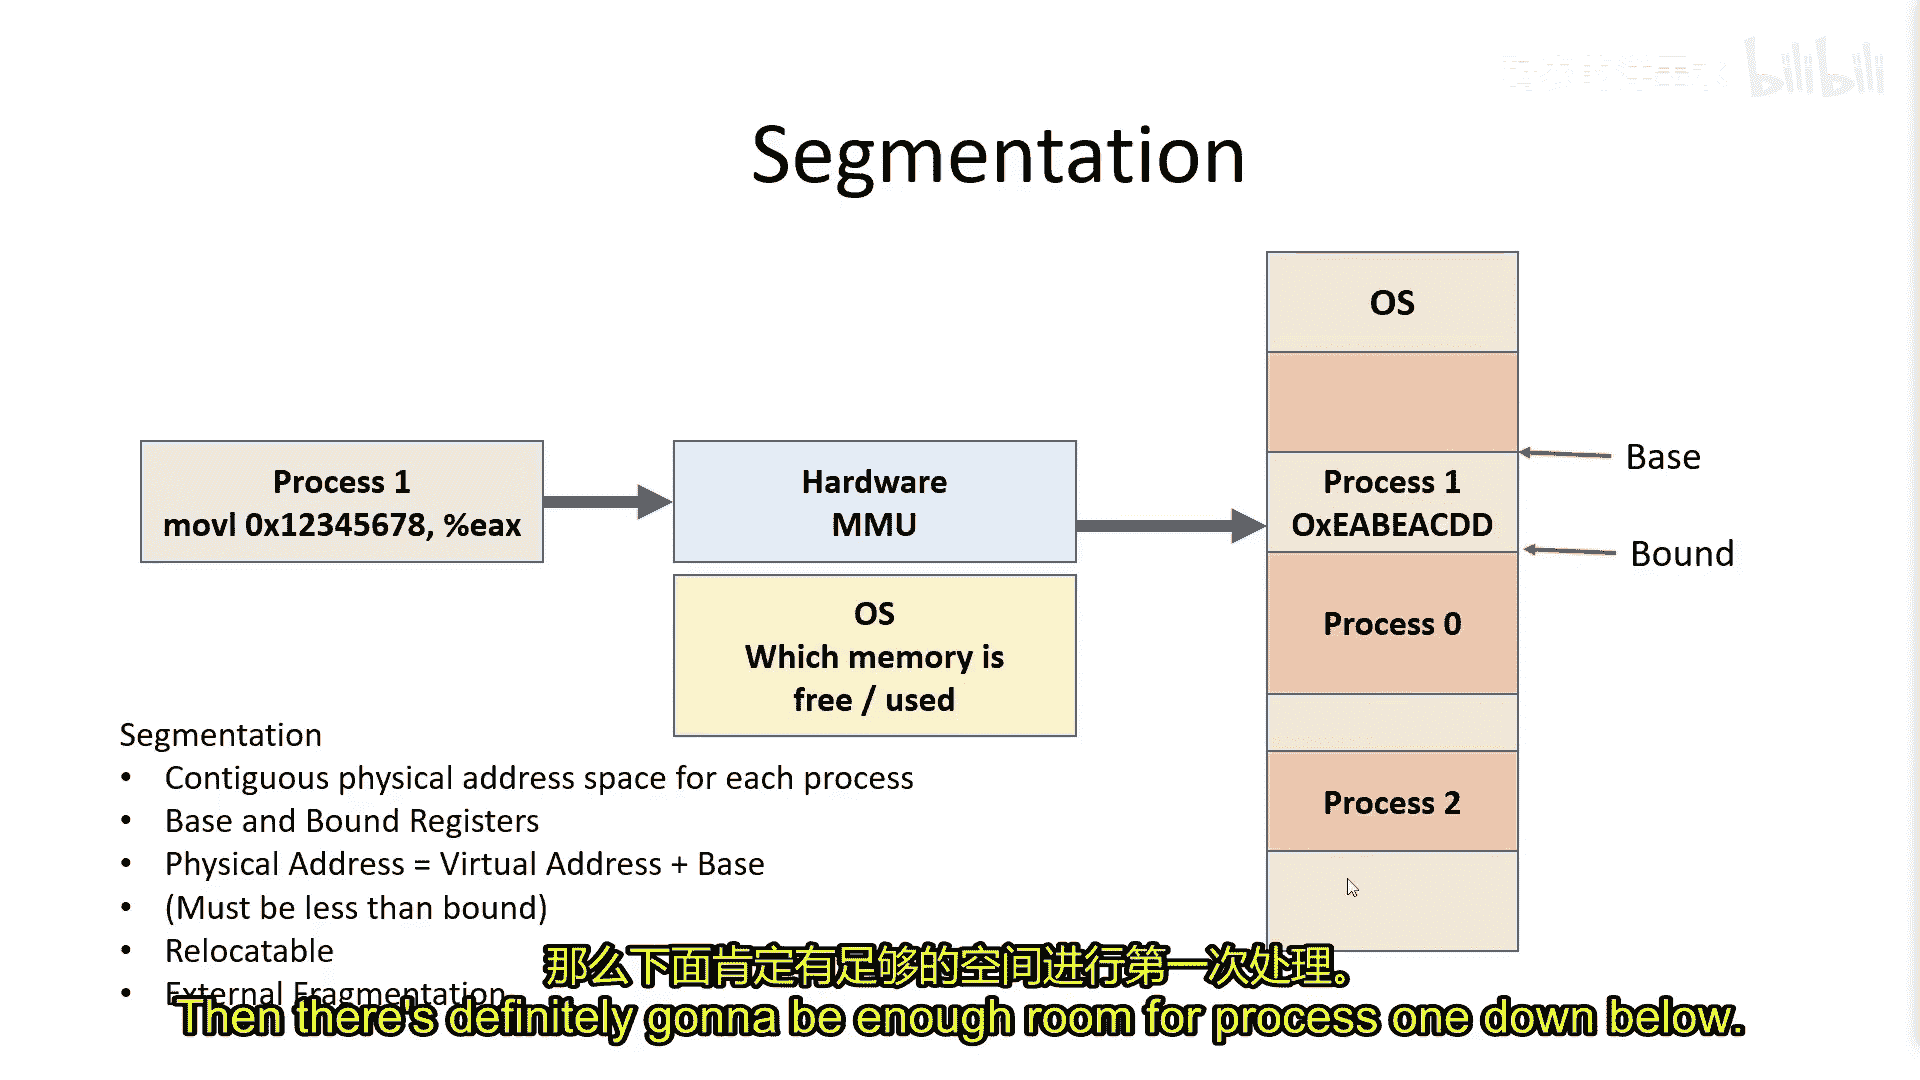 bilibili
Segmentation
OS
Base
Process 1
movl 0x12345678, %eax
Hardware
MMU
Process 1
OxEABEACDD
Bound
OS
Which memory is
free / used
Process 0
Process 2
Segmentation
• Contiguous physical address space for each process
• Base and Bound Registers
• Physical Address = Virtual Address + Base
• (Must be less than bound)
• Relocatable
• External Fragmentation
那么下面肯定有足够的空间进行第一次处理。
Then there's definitely gonna be enough room for process one down below.